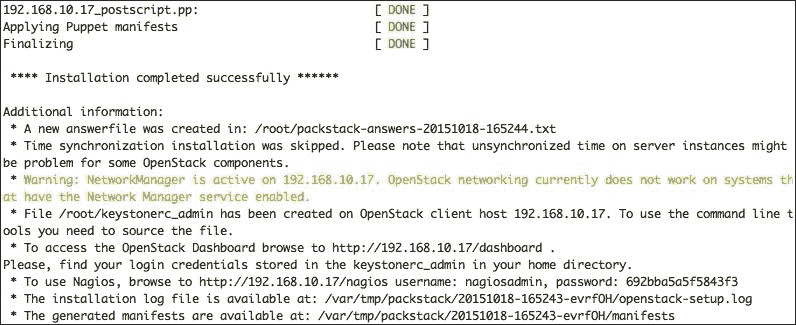 192.168.10.17_postscript.pp: [ DONE ]
Applying Puppet manifests [ DONE ]
Finalizing [ DONE ]
**** Installation completed successfully ******
Additional information:
* A new answerfile was created in: /root/packstack-answers-20151018-165244.txt
* Time synchronization installation was skipped. Please note that unsynchronized time on server instances might
be problem for some OpenStack components.
* Warning: NetworkManager is active on 192.168.10.17. OpenStack networking currently does not work on systems th
at have the Network Manager service enabled.
* File /root/keystonerc_admin has been created on OpenStack client host 192.168.10.17. To use the command line t
ools you need to source the file.
* To access the OpenStack Dashboard browse to http://192.168.10.17/dashboard .
Please, find your login credentials stored in the keystonerc_admin in your home directory.
* To use Nagios, browse to http://192.168.10.17/nagios username: nagiosadmin, password: 692bba5a5f5843f3
* The installation log file is available at: /var/tmp/packstack/20151018-165243-evrfOH/openstack-setup.log
* The generated manifests are available at: /var/tmp/packstack/20151018-165243-evrfOH/manifests